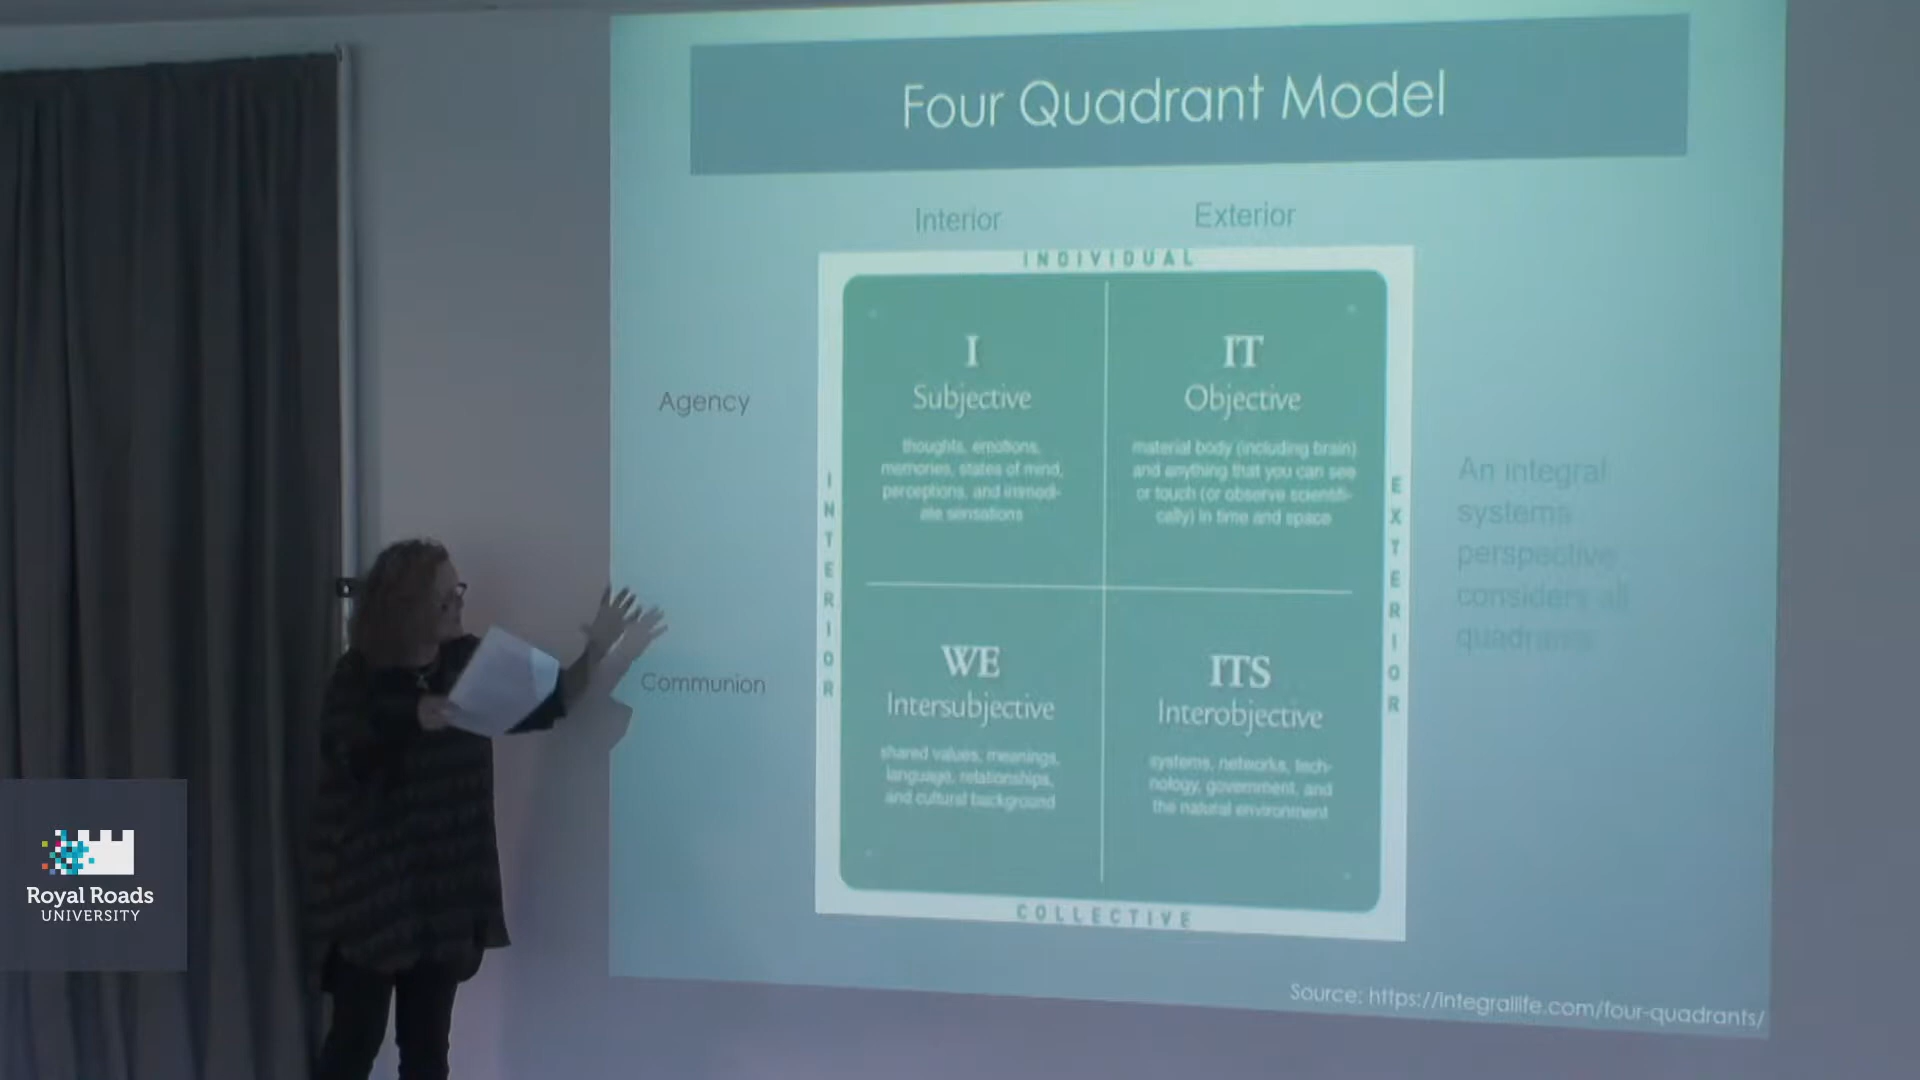 Four Quadrant Model
Interior
Exterior
INDIVIDUAL
I
Subjective
thoughts, emotions,
memories, states of mind,
perceptions, and immed-
iate sensations
IT
Objective
material body (including brain)
and anything that you can see
or touch (or observe scientifi-
cally) in time and space
Agency
INTERIOR
EXTERIOR
An integral
systems
perspective
considers all
quadrants
Communion
WE
Intersubjective
shared values, meanings,
language, relationships,
and cultural background
ITS
Interobjective
systems, networks, tech-
nology, government, and
the natural environment
COLLECTIVE
Source: https://integrallife.com/four-quadrants/
Royal Roads
UNIVERSITY